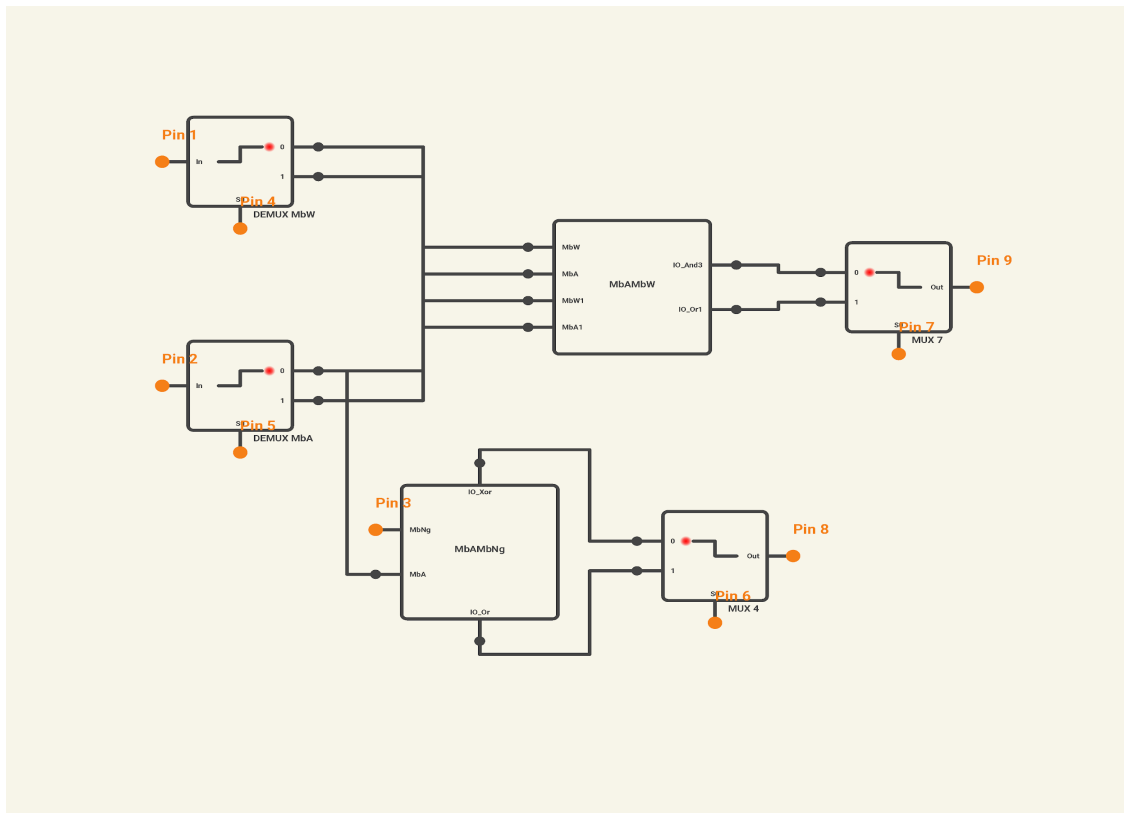 Pin 1
In
0
1
Pin 4
DEMUX MbW
MbW
MbA
MbW1
MbA1
MbAMbW
IO_And3
IO_Or1
0
1
Out
Pin 9
Pin 7
MUX 7
Pin 2
In
0
1
Pin 5
DEMUX MbA
Pin 3
IO_Xor
MbNg
MbA
MbAMbNg
IO_Or
0
1
Out
Pin 8
Pin 6
MUX 4